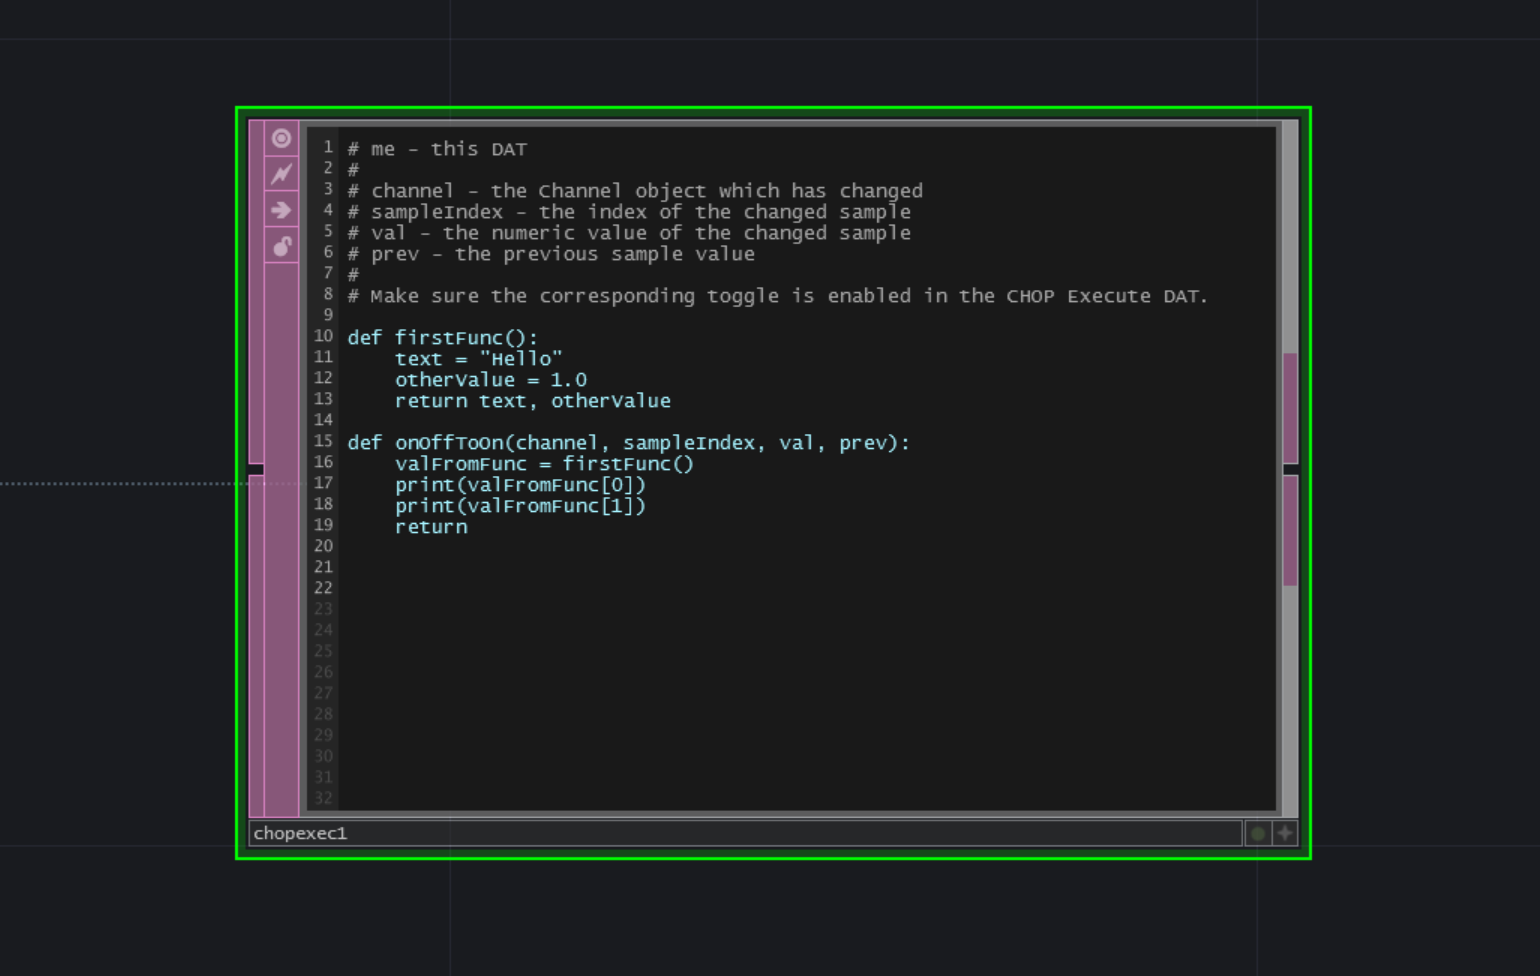 1 # me - this DAT
2 #
3 # channel - the Channel object which has changed
4 # sampleIndex - the index of the changed sample
5 # val - the numeric value of the changed sample
6 # prev - the previous sample value
7 #
8 # Make sure the corresponding toggle is enabled in the CHOP Execute DAT.
9
10 def firstFunc():
11     text = "Hello"
12     otherValue = 1.0
13     return text, otherValue
14
15 def onOffToOn(channel, sampleIndex, val, prev):
16     valFromFunc = firstFunc()
17     print(valFromFunc[0])
18     print(valFromFunc[1])
19     return
20
21
22
23
24
25
26
27
28
29
30
31
32
chopexec1